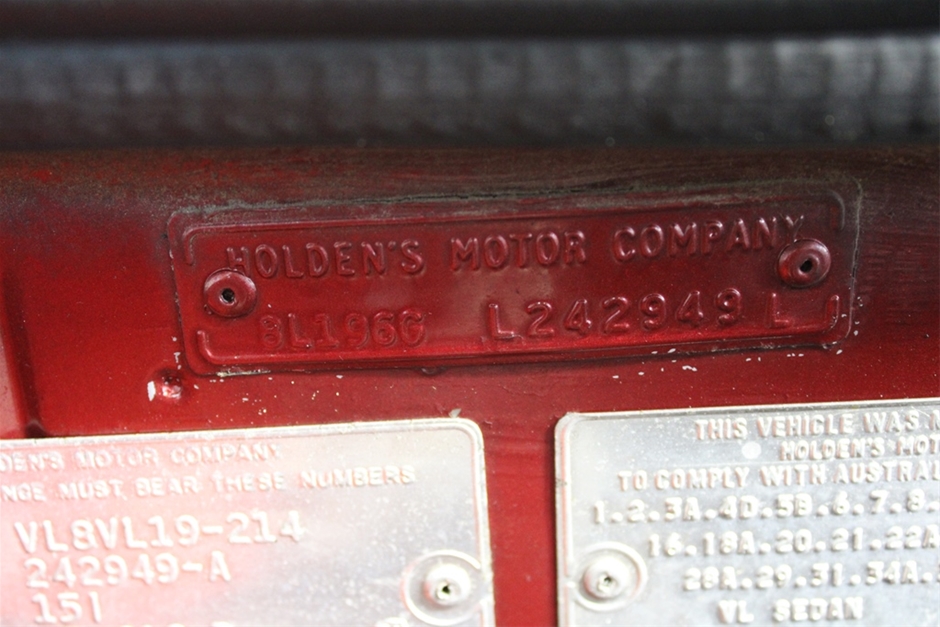 HOLDEN'S MOTOR COMPANY
8L196G L242949L
DEN'S MOTOR COMPANY
NGE MUST BEAR THESE NUMBERS
VL8VL19-214
242949-A
151
THIS VEHICLE WAS
HOLDEN'S MOT
TO COMPLY WITH AUSTRAL
1.2.3A.4D.5B.6.7.8.
16.18A.20.21.22A
28A.29.31.34A.
VL SEDAN